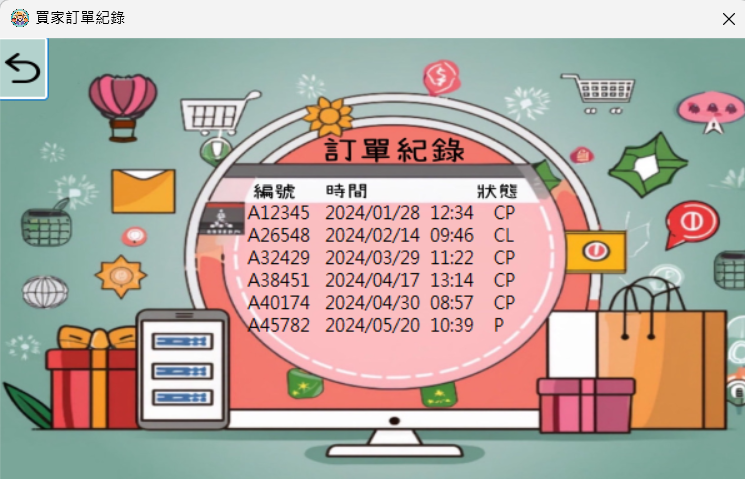 買家訂單紀錄
訂單紀錄
編號 時間 狀態
A12345 2024/01/28 12:34 CP
A26548 2024/02/14 09:46 CL
A32429 2024/03/29 11:22 CP
A38451 2024/04/17 13:14 CP
A40174 2024/04/30 08:57 CP
A45782 2024/05/20 10:39 P